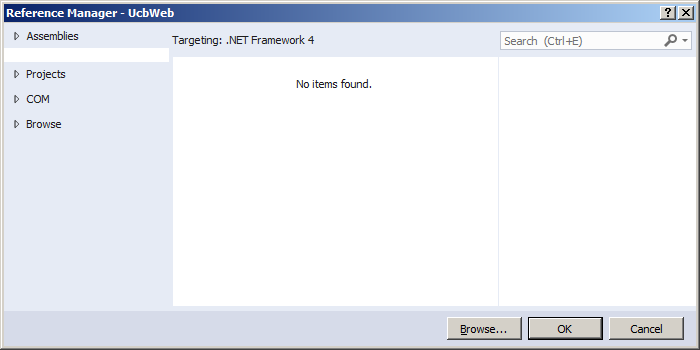 Reference Manager - UcbWeb
Assemblies
Targeting: .NET Framework 4
Search (Ctrl+E)
Projects
COM
Browse
No items found.
Browse...
OK
Cancel